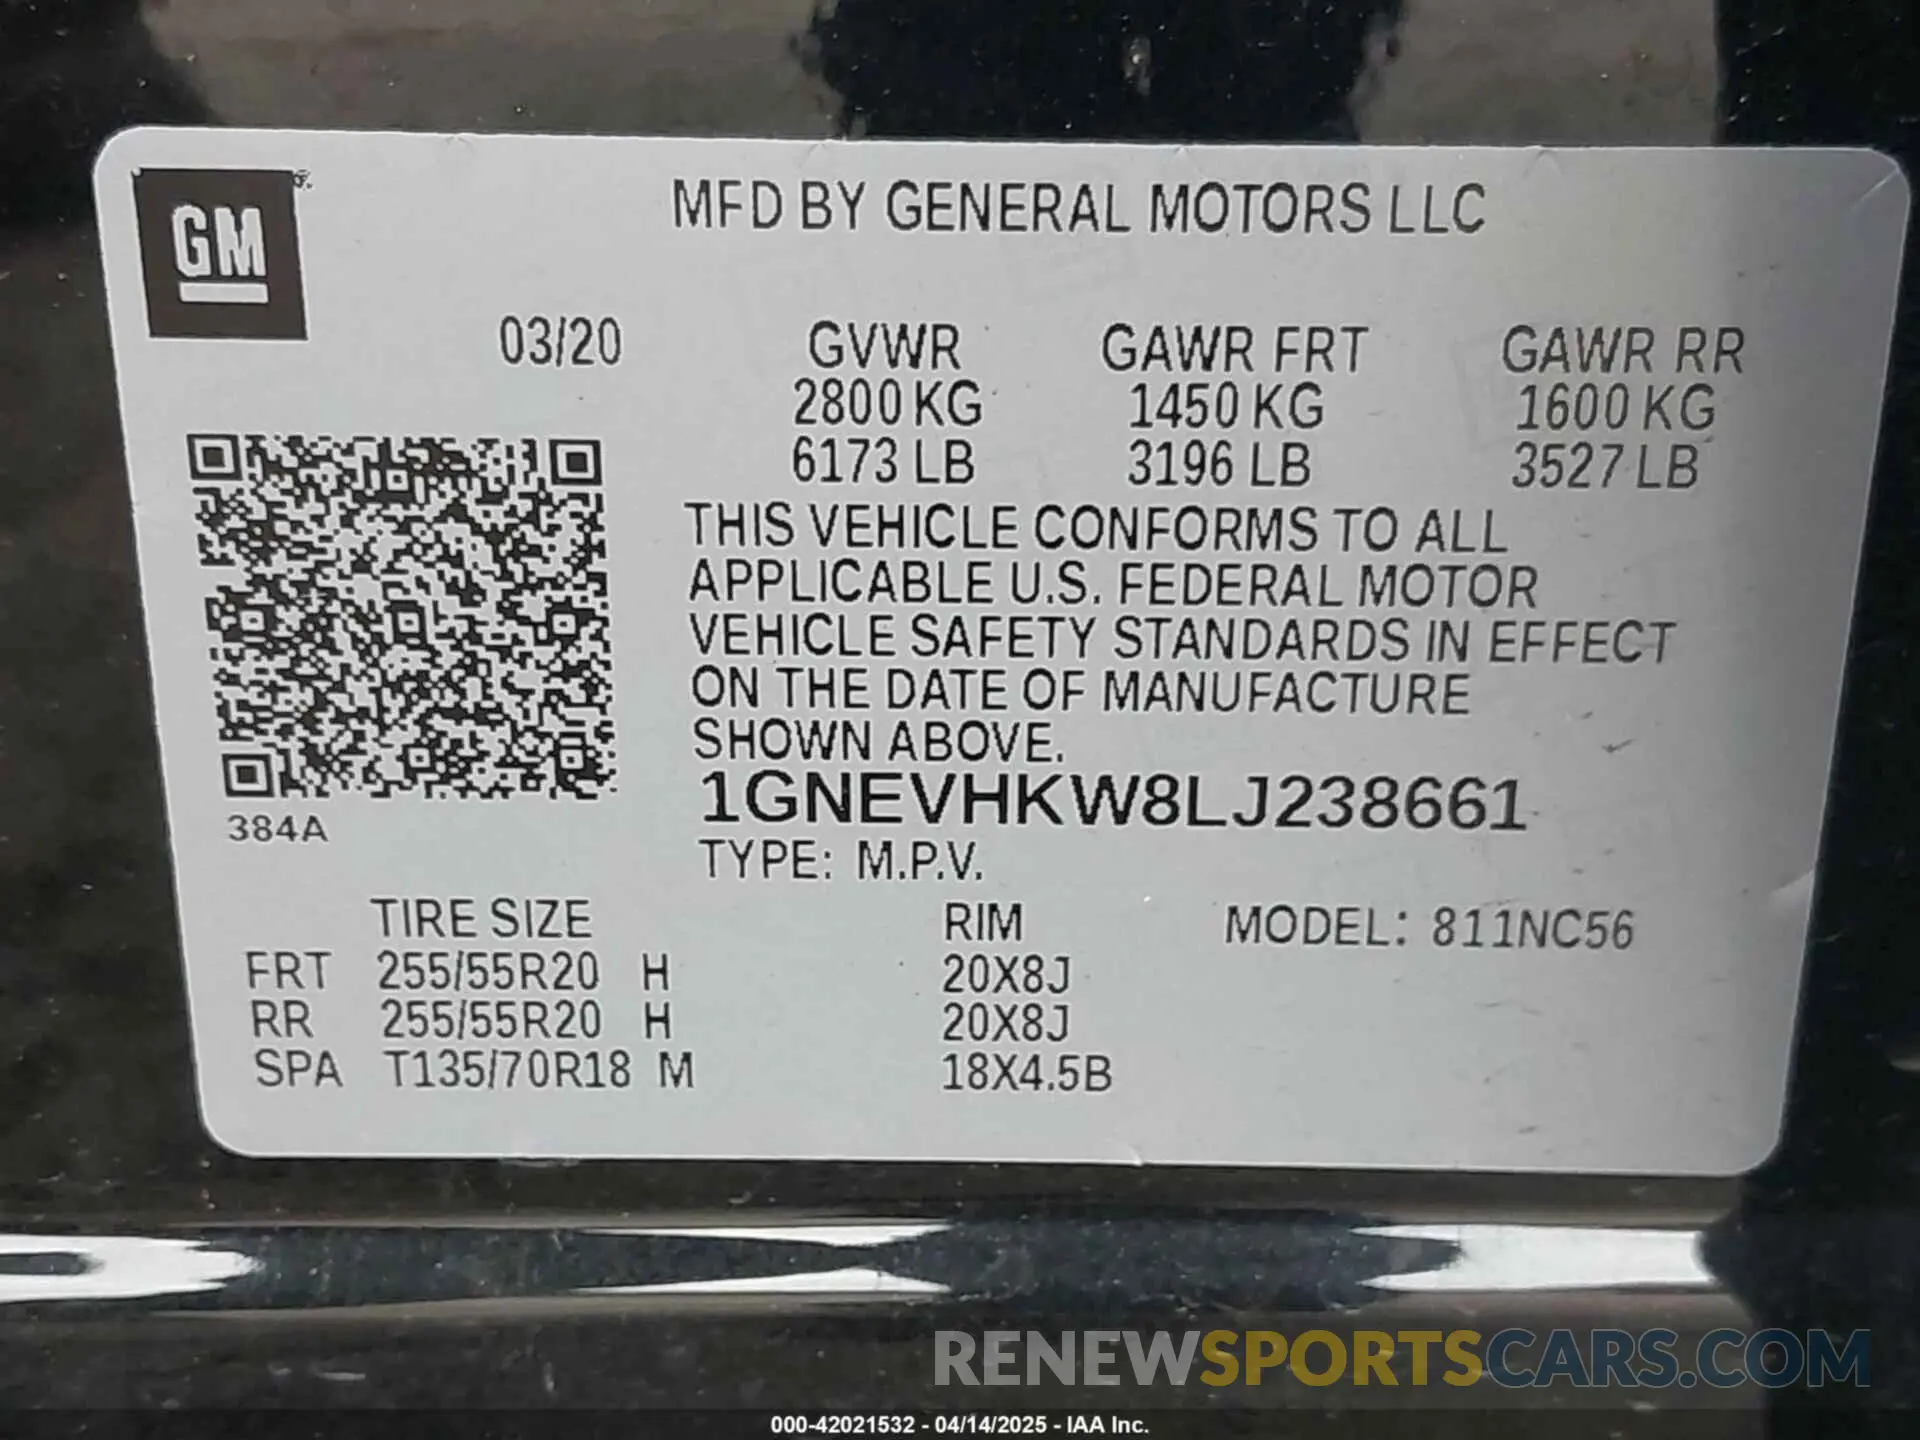 GM
MFD BY GENERAL MOTORS LLC
03/20 GVWR GAWR FRT GAWR RR
2800 KG 1450 KG 1600 KG
6173 LB 3196 LB 3527 LB
THIS VEHICLE CONFORMS TO ALL
APPLICABLE U.S. FEDERAL MOTOR
VEHICLE SAFETY STANDARDS IN EFFECT
ON THE DATE OF MANUFACTURE
SHOWN ABOVE.
1GNEVHKW8LJ238661
384A
TYPE: M.P.V.
TIRE SIZE RIM MODEL: 811NC56
FRT 255/55R20 H 20X8J
RR 255/55R20 H 20X8J
SPA T135/70R18 M 18X4.5B
RENEWSPORTSCARS.COM
000-42021532 - 04/14/2025 - IAA Inc.